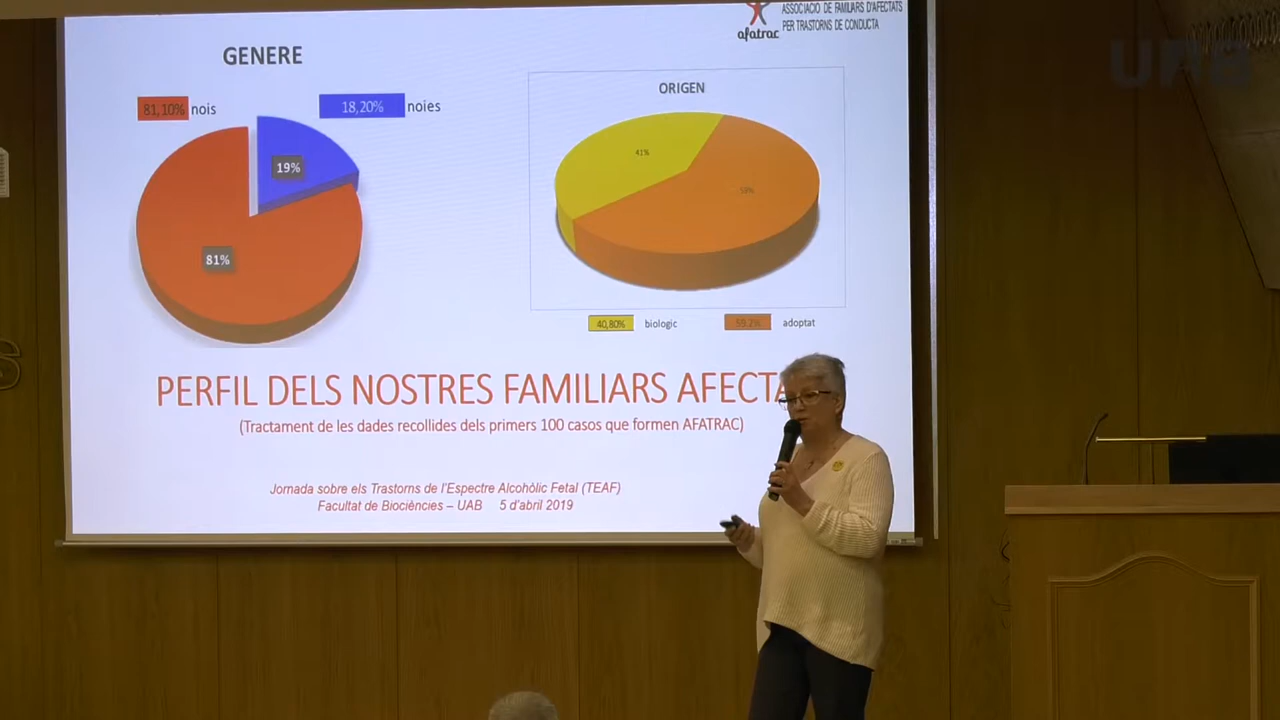 afatrac
ASSOCIACIÓ DE FAMILIARS D'AFECTATS
PER TRASTORNS DE CONDUCTA
UAB
GENERE
81,10% nois
18,20% noies
19%
81%
ORIGEN
41%
59%
40,80% biologic
59,2% adoptat
PERFIL DELS NOSTRES FAMILIARS AFECTA
(Tractament de les dades recollides dels primers 100 casos que formen AFATRAC)
Jornada sobre els Trastorns de l'Espectre Alcohòlic Fetal (TEAF)
Facultat de Biociències – UAB 5 d'abril 2019